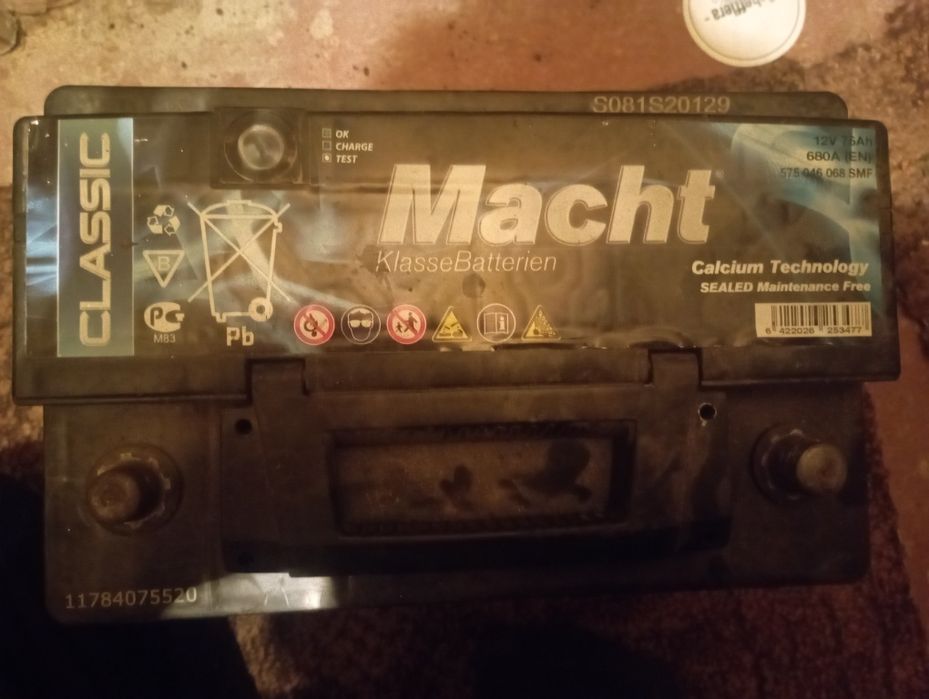 S081S20129
CLASSIC
OK
CHARGE
TEST
12V 75Ah
680A (EN)
575 046 068 SMF
Macht
KlasseBatterien
Calcium Technology
SEALED Maintenance Free
B
PC
M83
Pb
i
6 422026 253477
11784075520